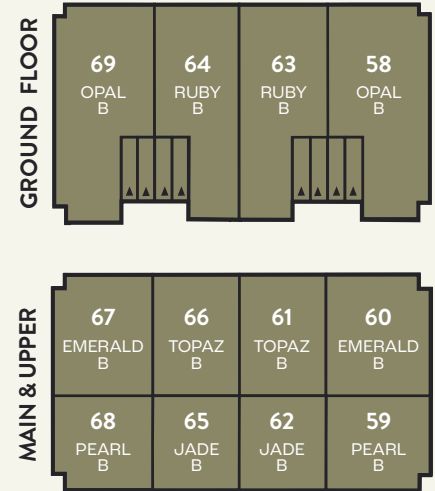 GROUND FLOOR
69
OPAL
B
64
RUBY
B
63
RUBY
B
58
OPAL
B
MAIN & UPPER
67
EMERALD
B
66
TOPAZ
B
61
TOPAZ
B
60
EMERALD
B
68
PEARL
B
65
JADE
B
62
JADE
B
59
PEARL
B